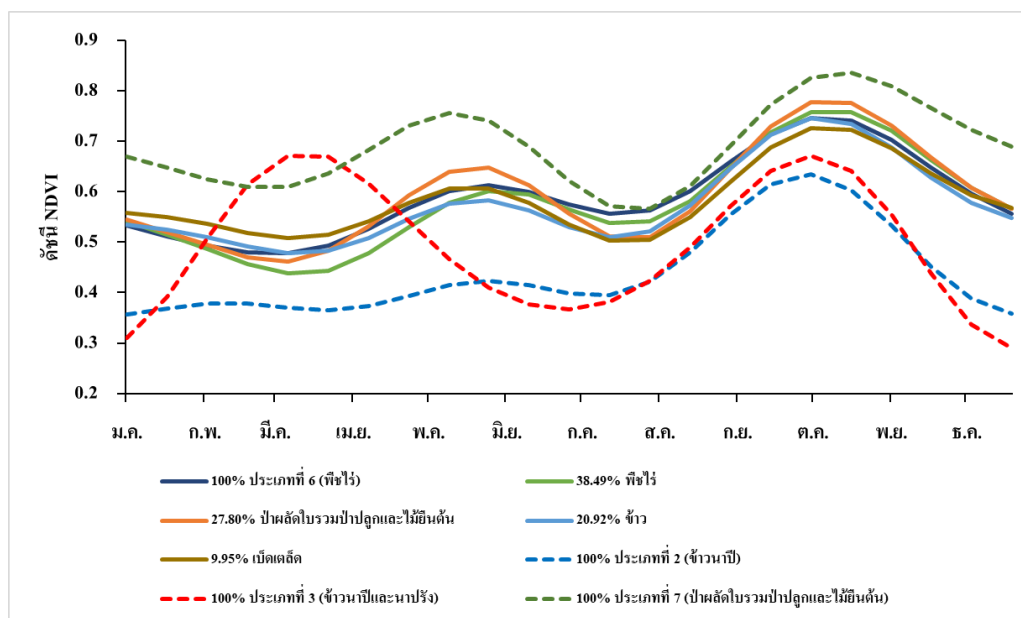 0.9
0.8
0.7
0.6
0.5
0.4
0.3
0.2
ดัชนี NDVI
ม.ค. ก.พ. มี.ค. เม.ย. พ.ค. มิ.ย. ก.ค. ส.ค. ก.ย. ต.ค. พ.ย. ธ.ค.
100% ประเภทที่ 6 (พืชไร่) 38.49% พืชไร่
27.80% ป่าผลัดใบรวมป่าปลูกและไม้ยืนต้น 20.92% ข้าว
9.95% เบ็ดเตล็ด 100% ประเภทที่ 2 (ข้าวนาปี)
100% ประเภทที่ 3 (ข้าวนาปีและนาปรัง) 100% ประเภทที่ 7 (ป่าผลัดใบรวมป่าปลูกและไม้ยืนต้น)